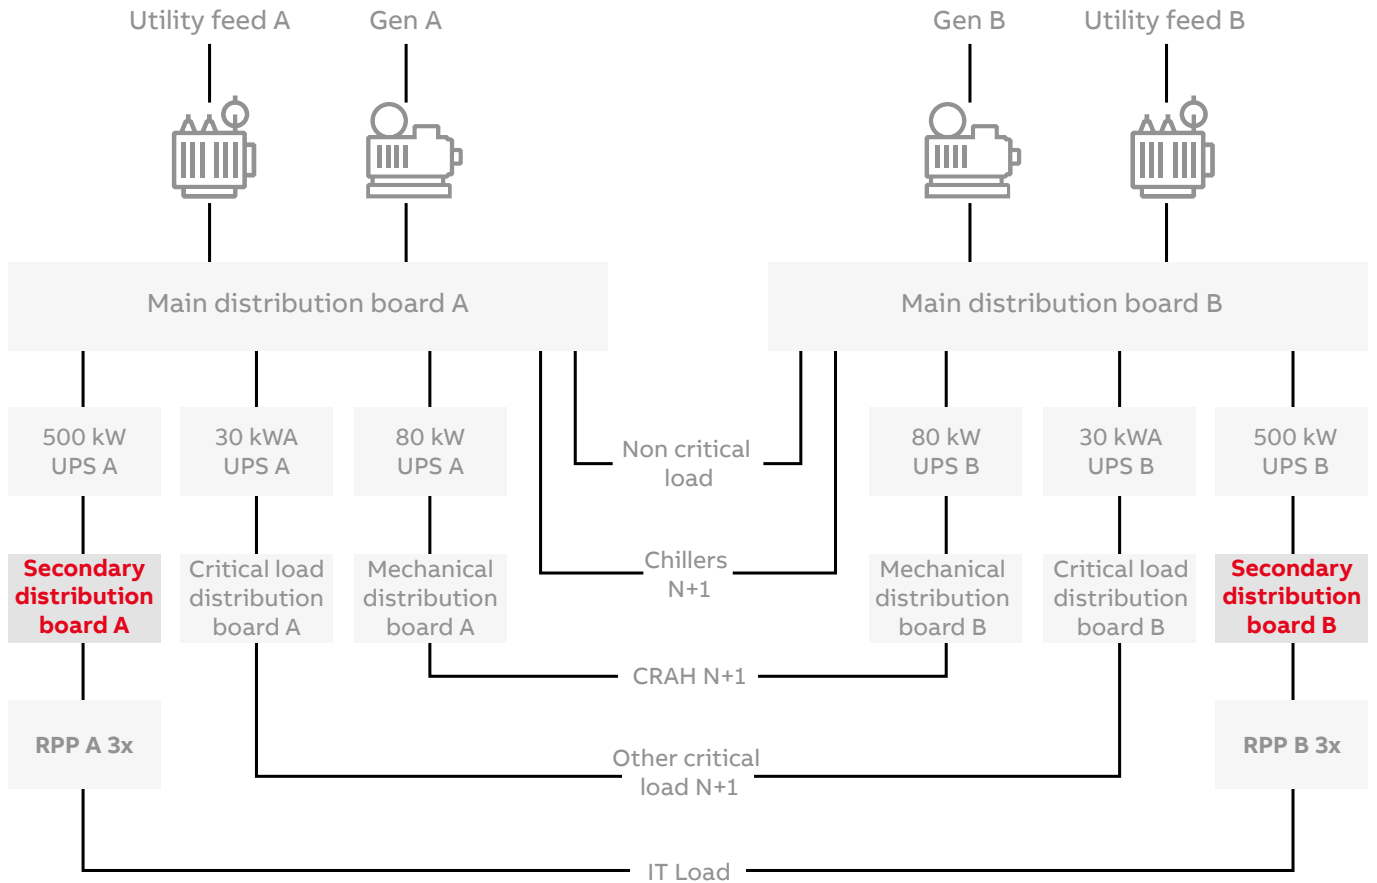 Utility feed A
Gen A
Gen B
Utility feed B
Main distribution board A
Main distribution board B
500 kW
UPS A
30 kWA
UPS A
80 kW
UPS A
Non critical
load
80 kW
UPS B
30 kWA
UPS B
500 kW
UPS B
Secondary
distribution
board A
Critical load
distribution
board A
Mechanical
distribution
board A
Chillers
N+1
Mechanical
distribution
board B
Critical load
distribution
board B
Secondary
distribution
board B
CRAH N+1
RPP A 3x
Other critical
load N+1
RPP B 3x
IT Load